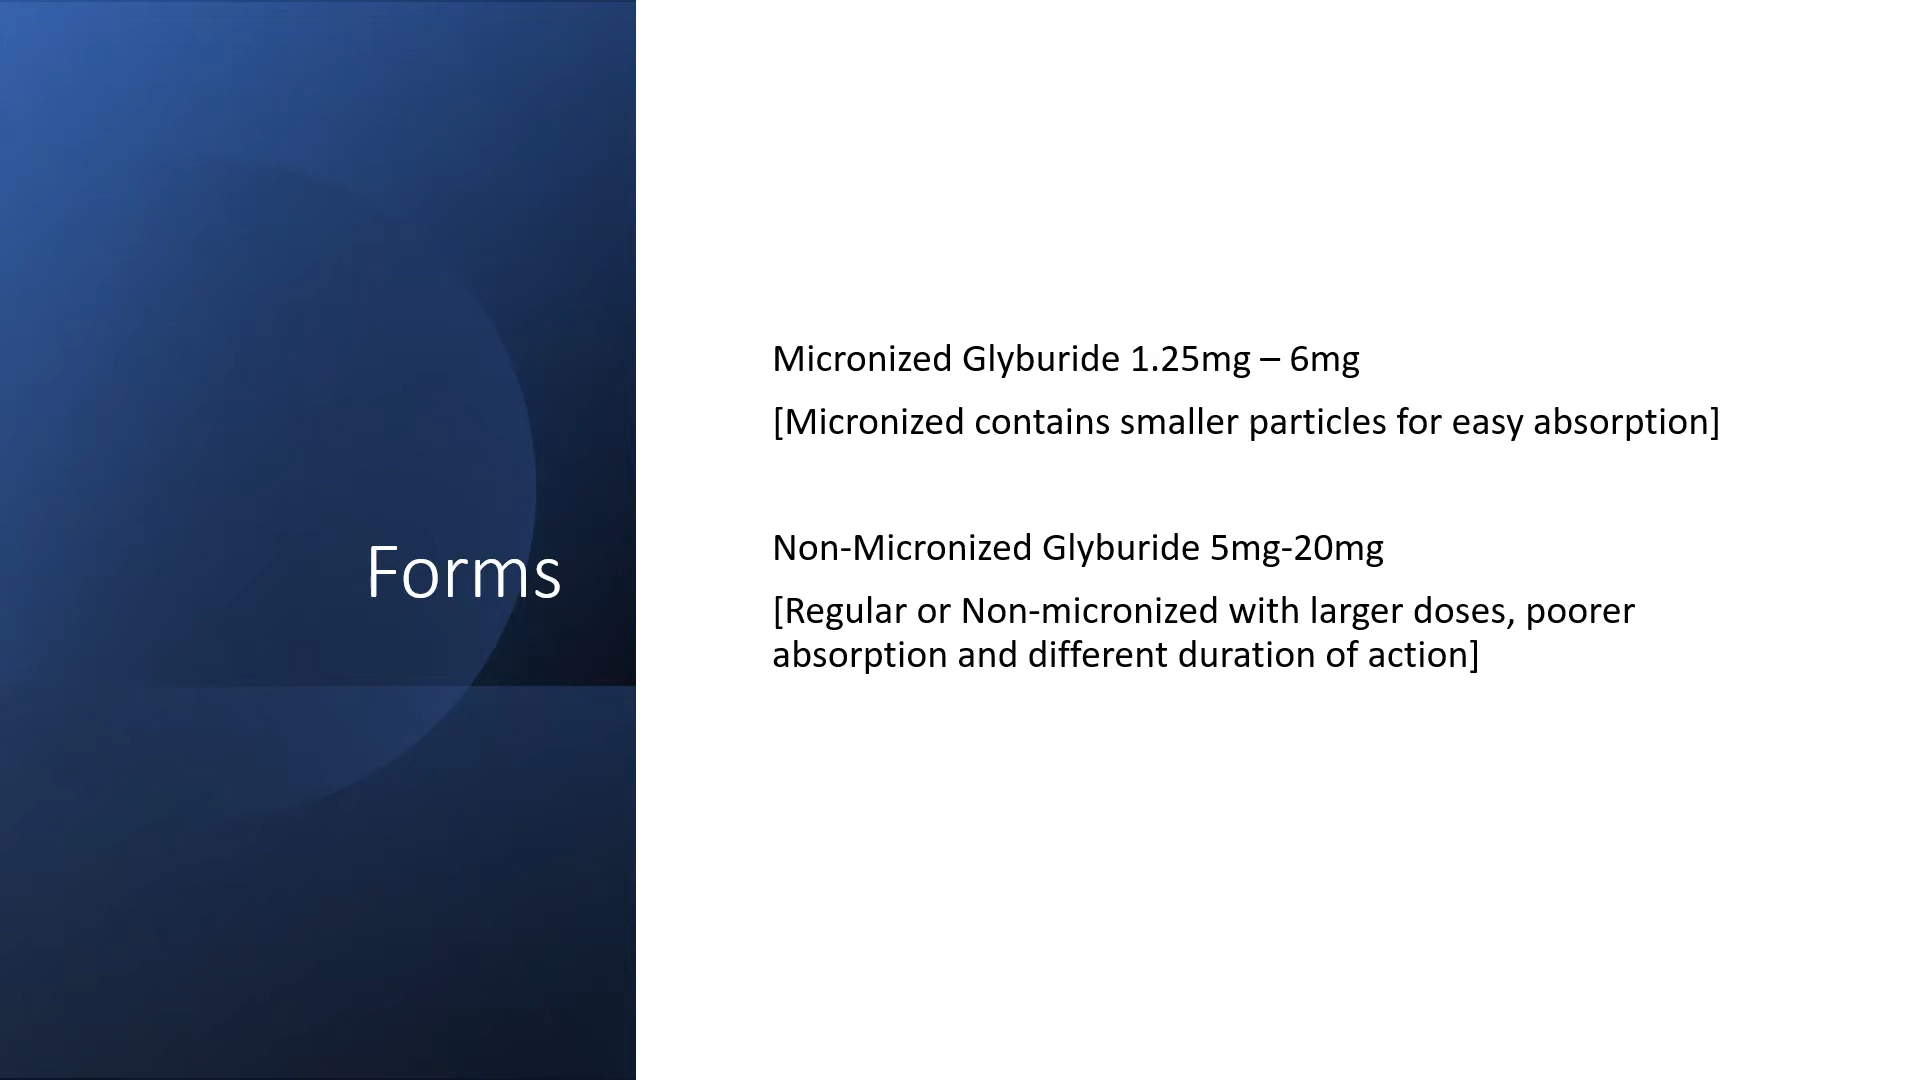 Forms
Micronized Glyburide 1.25mg – 6mg
[Micronized contains smaller particles for easy absorption]
Non-Micronized Glyburide 5mg-20mg
[Regular or Non-micronized with larger doses, poorer
absorption and different duration of action]